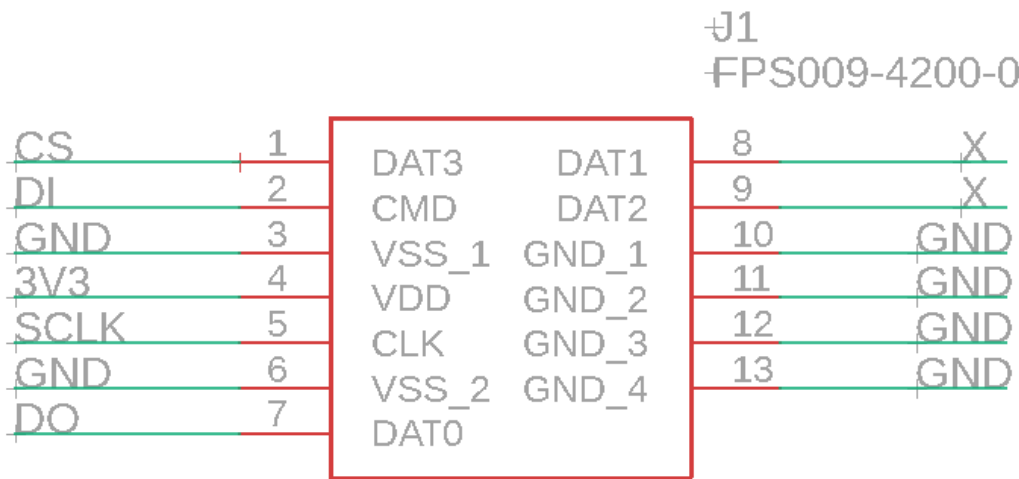 J1
FPS009-4200-0
CS 1 DAT3 DAT1 8 X
DI 2 CMD DAT2 9 X
GND 3 VSS_1 GND_1 10 GND
3V3 4 VDD GND_2 11 GND
SCLK 5 CLK GND_3 12 GND
GND 6 VSS_2 GND_4 13 GND
DO 7 DAT0